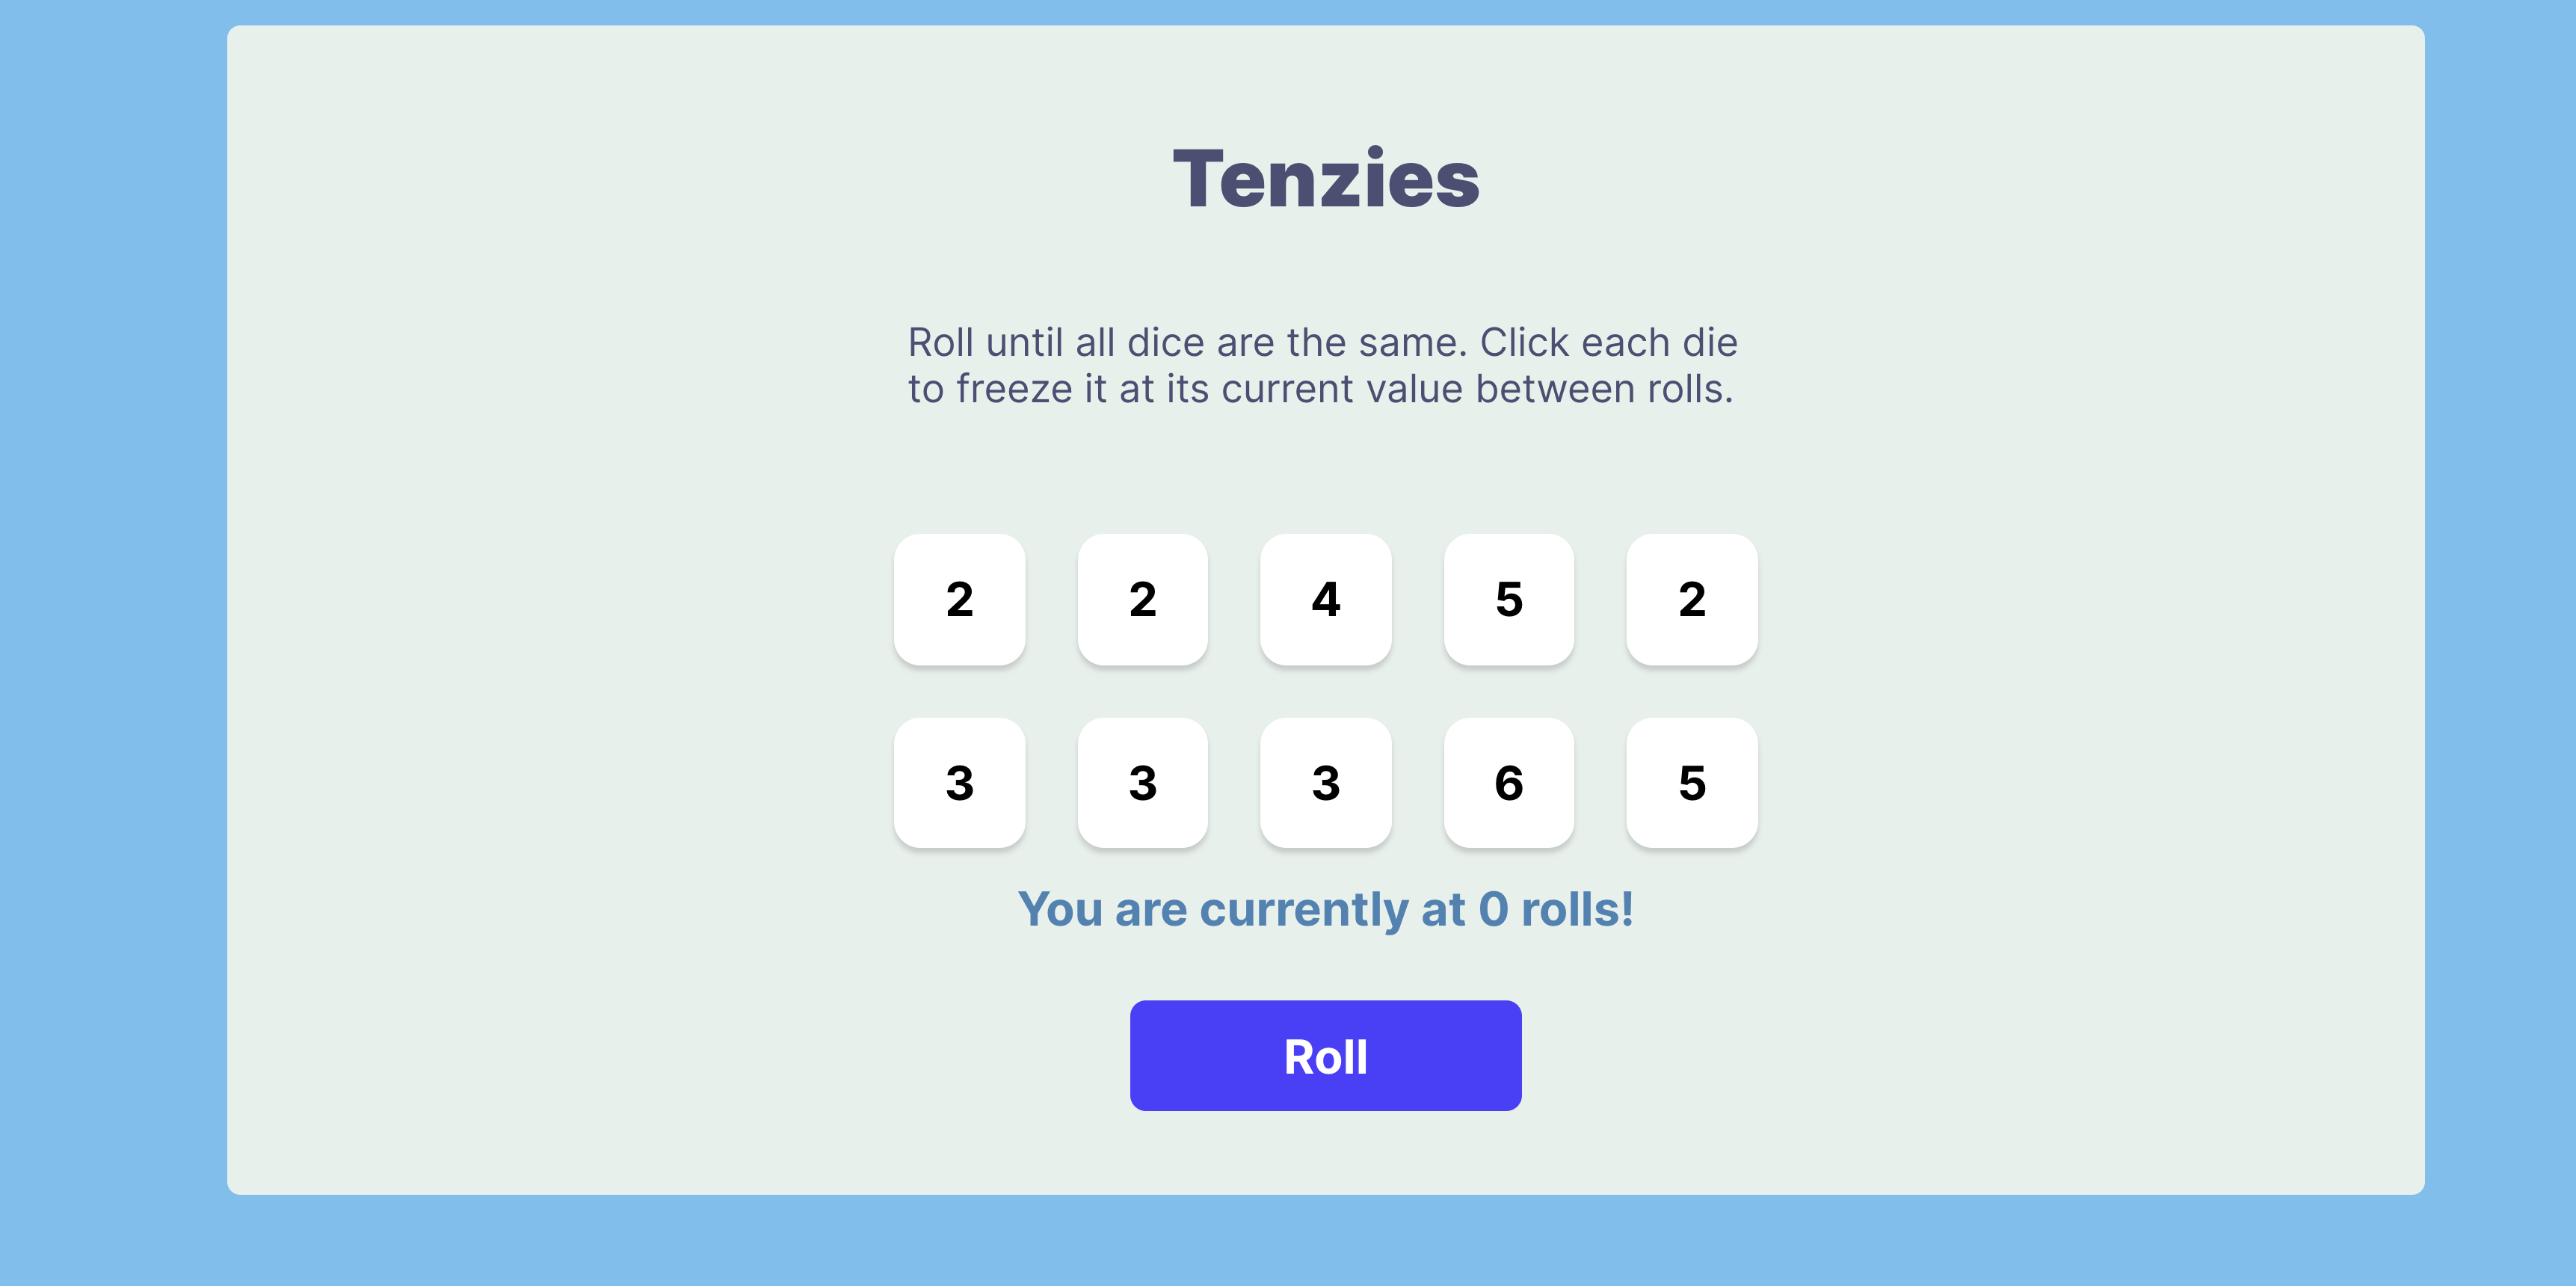 Tenzies
Roll until all dice are the same. Click each die
to freeze it at its current value between rolls.
2 2 4 5 2
3 3 3 6 5
You are currently at 0 rolls!
Roll